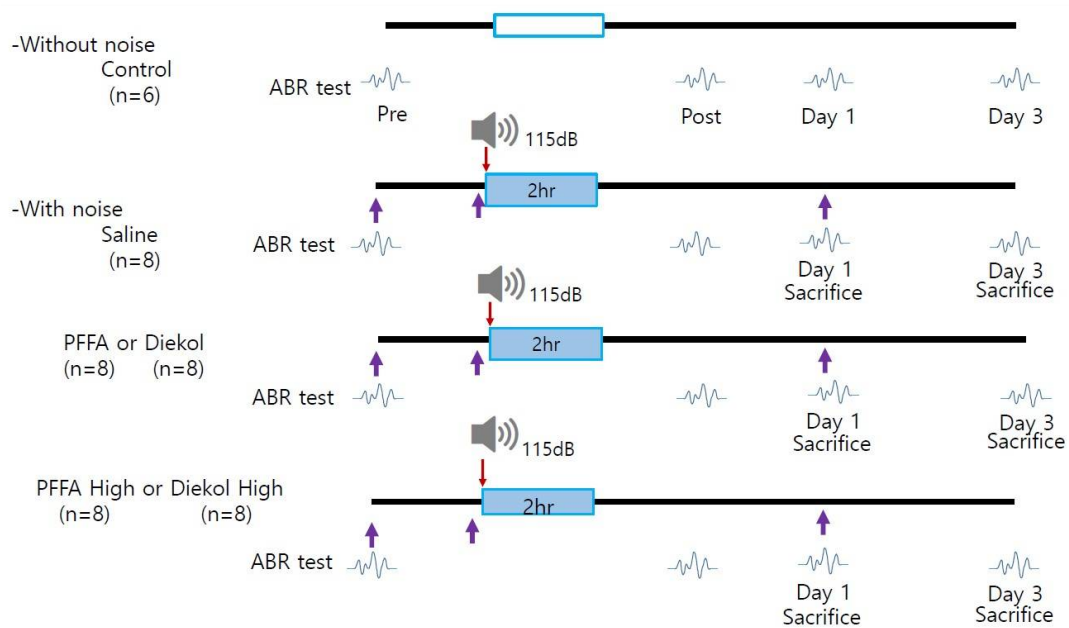 -Without noise
Control
(n=6)
ABR test
Pre
Post
Day 1
Day 3
115dB
2hr
-With noise
Saline
(n=8)
ABR test
Day 1
Sacrifice
Day 3
Sacrifice
115dB
2hr
PFFA or Diekol
(n=8) (n=8)
ABR test
Day 1
Sacrifice
Day 3
Sacrifice
115dB
2hr
PFFA High or Diekol High
(n=8) (n=8)
ABR test
Day 1
Sacrifice
Day 3
Sacrifice